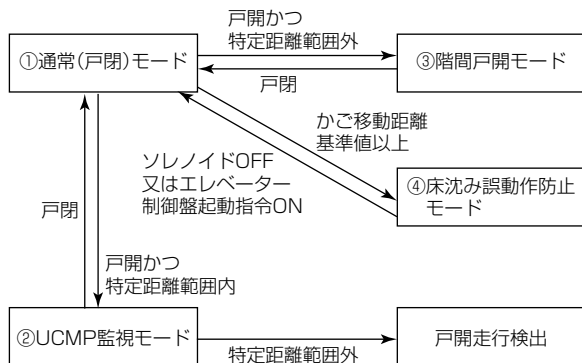 戸開かつ
特定距離範囲外
①通常(戸閉)モード
③階間戸開モード
戸閉
かご移動距離
基準値以上
ソレノイドOFF
又はエレベーター
制御盤起動指令ON
④床沈み誤動作防止
モード
戸閉
戸開かつ
特定距離範囲内
②UCMP監視モード
戸開走行検出
特定距離範囲外